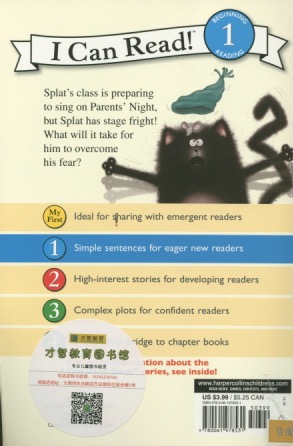 I Can Read!
BEGINNING
1
READING
Splat's class is preparing
to sing on Parents' Night,
but Splat has stage fright!
What will it take for
him to overcome
his fear?
My First
Ideal for sharing with emergent readers
1
Simple sentences for eager new readers
2
High-interest stories for developing readers
3
Complex plots for confident readers
ridge to chapter books
才智教育图书馆
ntion about the
eries, see inside!
www.harpercollinschildrens.com
US $3.99 / $5.25 CAN
50399